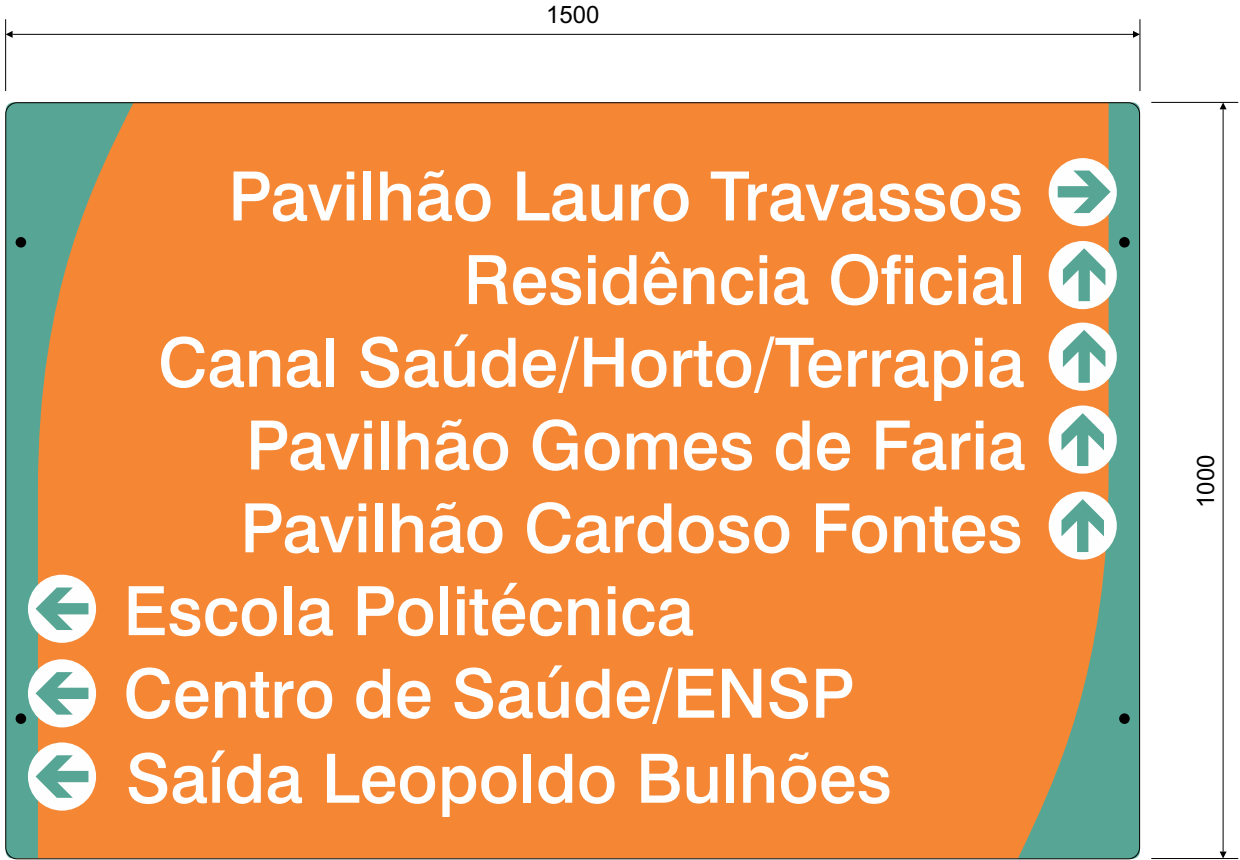 1500
Pavilhão Lauro Travassos
Residência Oficial
Canal Saúde/Horto/Terrapia
Pavilhão Gomes de Faria
1000
Pavilhão Cardoso Fontes
Escola Politécnica
Centro de Saúde/ENSP
Saída Leopoldo Bulhões